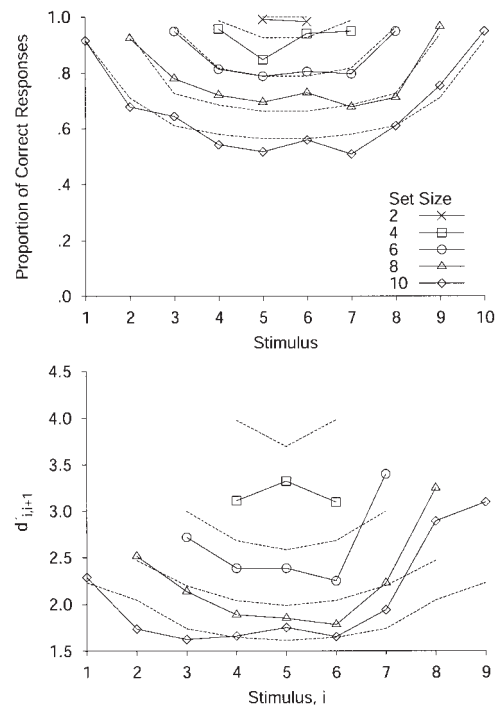 1.0
.8
.6
.4
.2
.0
Proportion of Correct Responses
Set Size
2
4
6
8
10
1 2 3 4 5 6 7 8 9 10
Stimulus
4.5
4.0
3.5
3.0
2.5
2.0
1.5
d′i,i+1
1 2 3 4 5 6 7 8 9
Stimulus, i